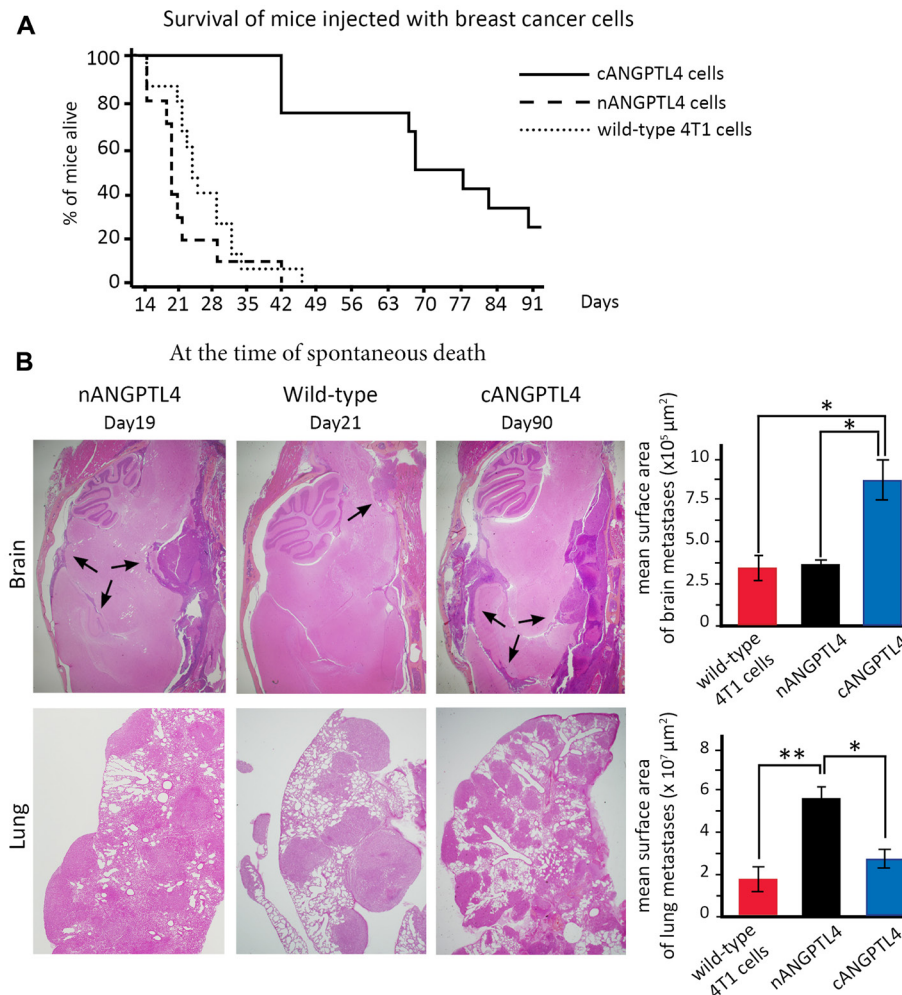 A
Survival of mice injected with breast cancer cells
% of mice alive
100
80
60
40
20
0
14 21 28 35 42 49 56 63 70 77 84 91 Days
cANGPTL4 cells
nANGPTL4 cells
wild-type 4T1 cells
B
At the time of spontaneous death
nANGPTL4 Wild-type cANGPTL4
Day19 Day21 Day90
Brain
Lung
mean surface area
of brain metastases (x10⁵ µm²)
10
7.5
5.0
2.5
0
*
*
wild-type
4T1 cells
nANGPTL4
cANGPTL4
mean surface area
of lung metastases (x 10⁷ µm²)
8
6
4
2
0
**
*
wild-type
4T1 cells
nANGPTL4
cANGPTL4